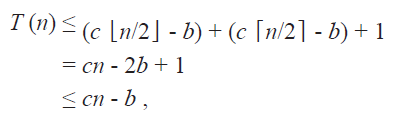 T (n) ≤ (c ⌊n/2⌋ - b) + (c ⌈n/2⌉ - b) + 1
= cn - 2b + 1
≤ cn - b ,